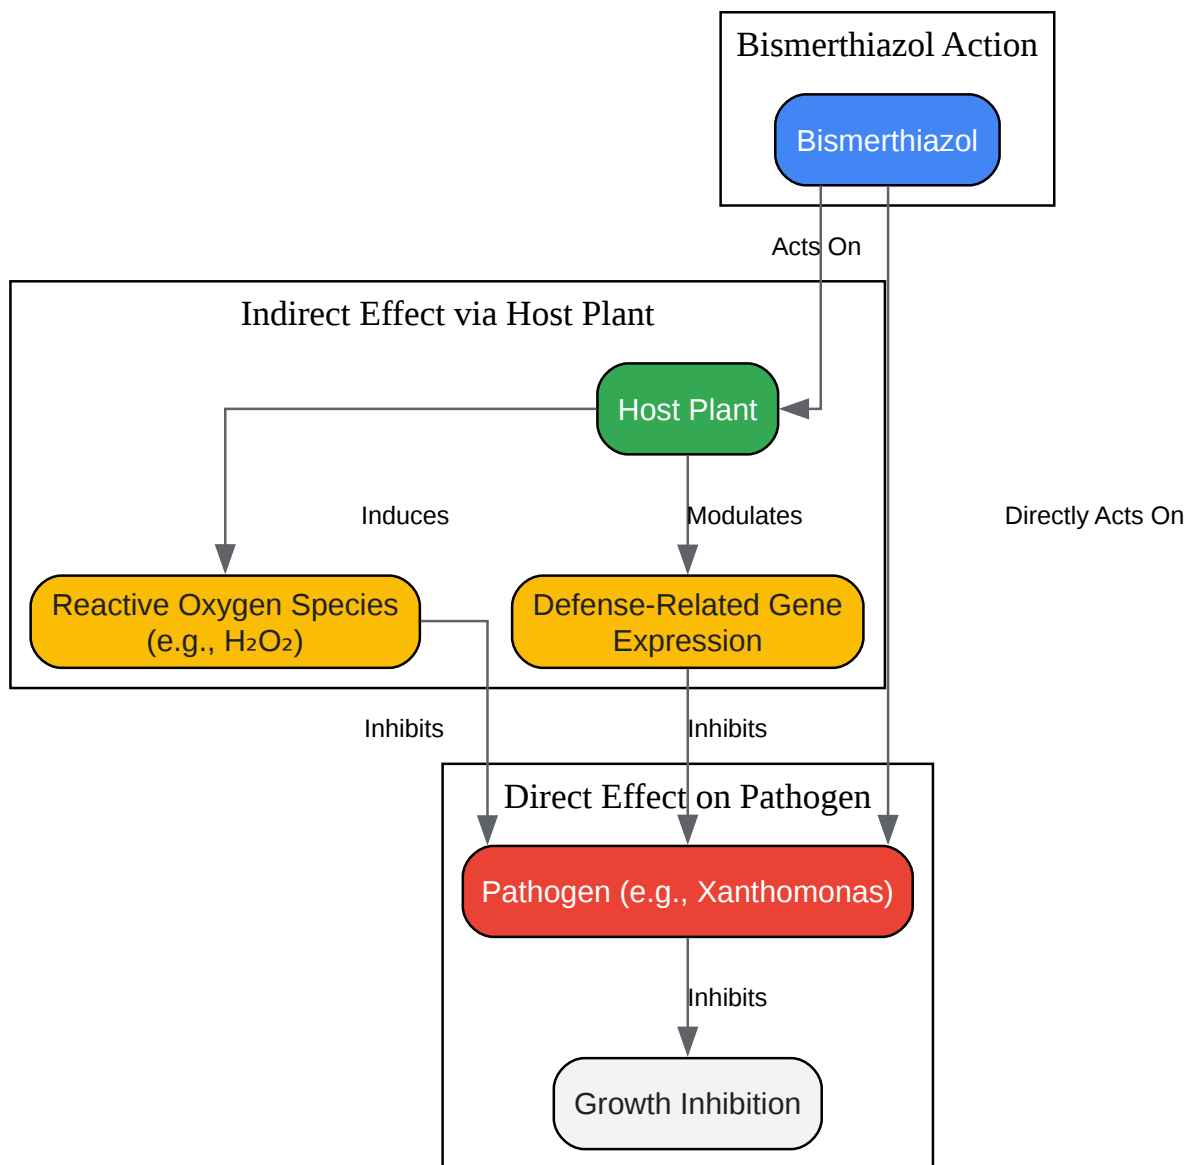 Bismerthiazol Action
Bismerthiazol
Acts On
Indirect Effect via Host Plant
Host Plant
Induces
Modulates
Directly Acts On
Reactive Oxygen Species
(e.g., H₂O₂)
Defense-Related Gene
Expression
Inhibits
Inhibits
Direct Effect on Pathogen
Pathogen (e.g., Xanthomonas)
Inhibits
Growth Inhibition